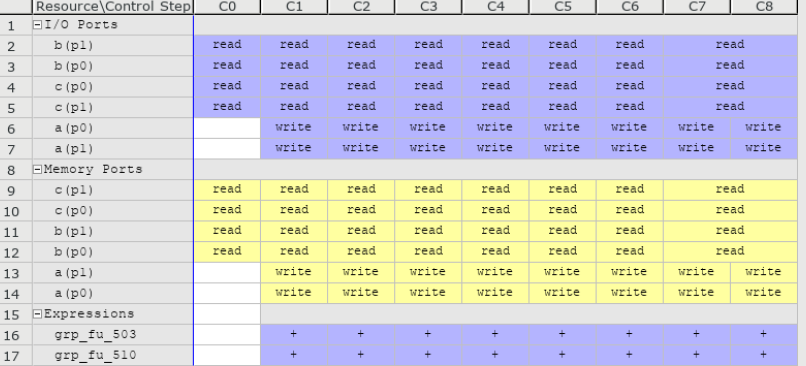 Resource\Control Step C0 C1 C2 C3 C4 C5 C6 C7 C8
1 I/O Ports
2 b(p1) read read read read read read read read
3 b(p0) read read read read read read read read
4 c(p0) read read read read read read read read
5 c(p1) read read read read read read read read
6 a(p0) write write write write write write write write
7 a(p1) write write write write write write write write
8 Memory Ports
9 c(p1) read read read read read read read read
10 c(p0) read read read read read read read read
11 b(p1) read read read read read read read read
12 b(p0) read read read read read read read read
13 a(p1) write write write write write write write write
14 a(p0) write write write write write write write write
15 Expressions
16 grp_fu_503 + + + + + + + +
17 grp_fu_510 + + + + + + + +